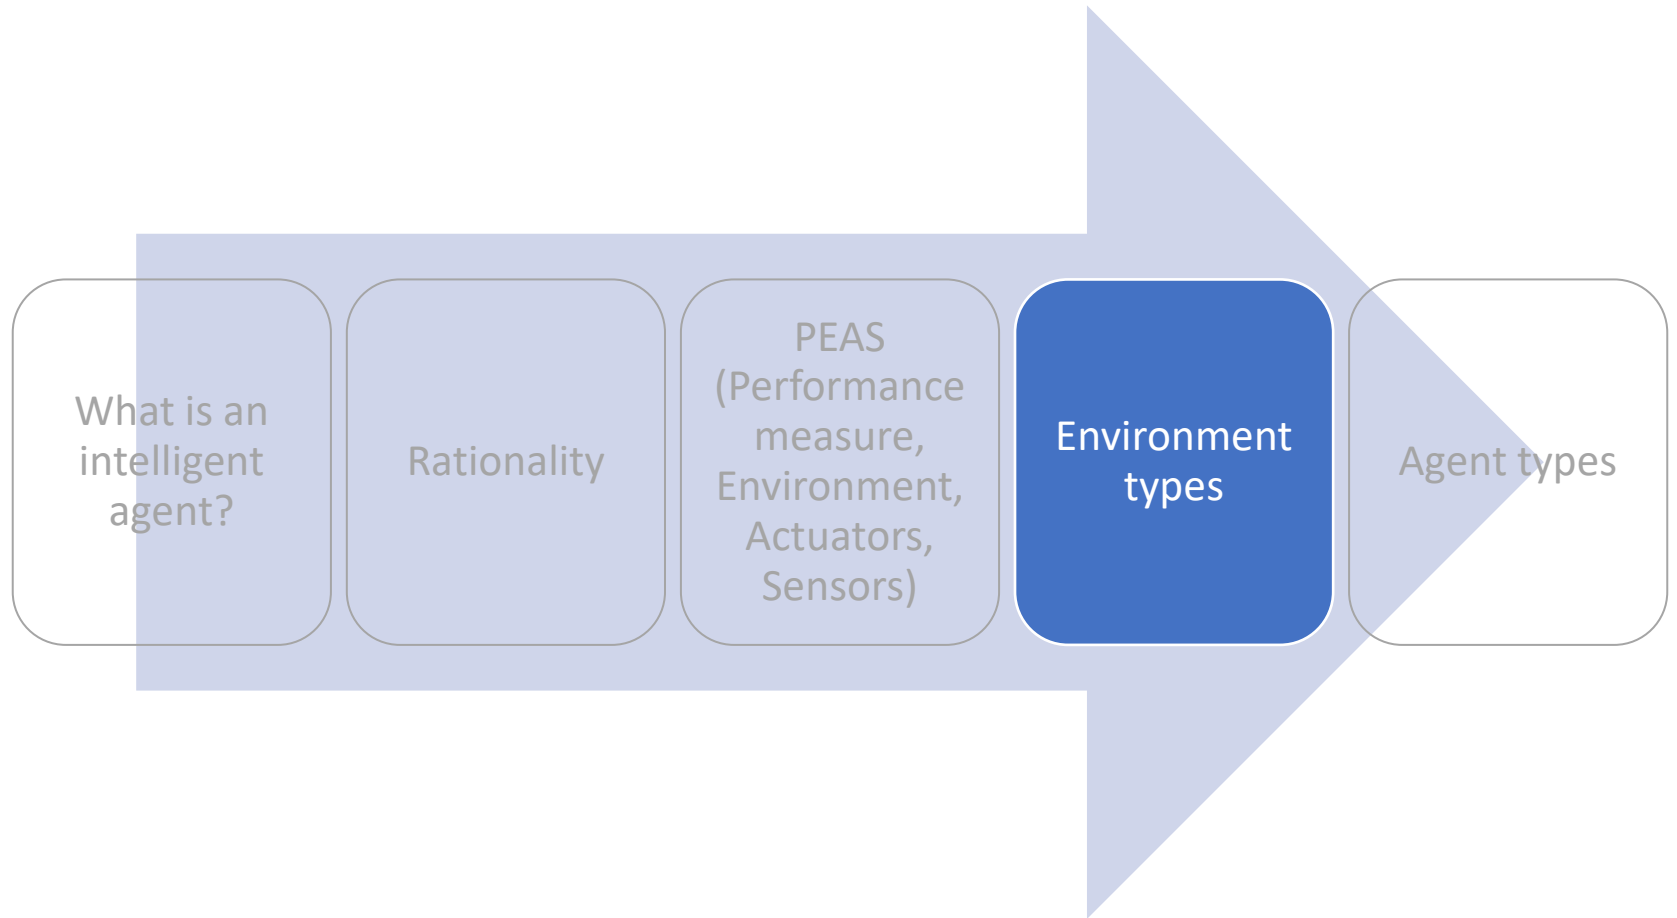 What is an
intelligent
agent?
Rationality
PEAS
(Performance
measure,
Environment,
Actuators,
Sensors)
Environment
types
Agent types